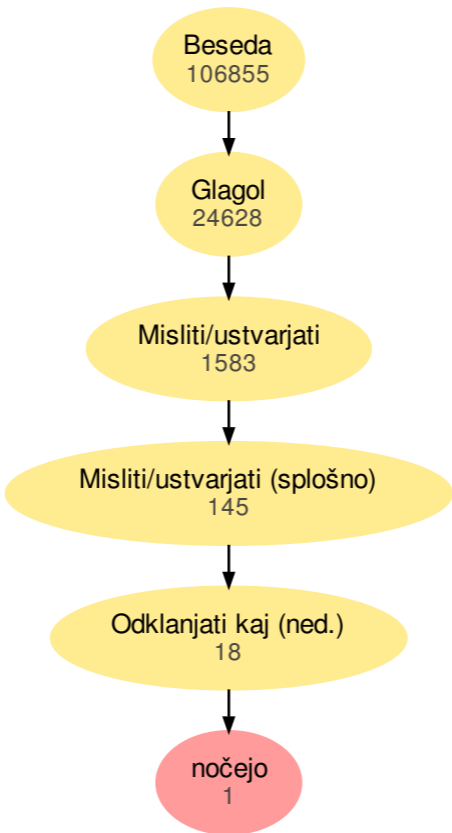 Beseda
106855
Glagol
24628
Misliti/ustvarjati
1583
Misliti/ustvarjati (splošno)
145
Odklanjati kaj (ned.)
18
nočejo
1